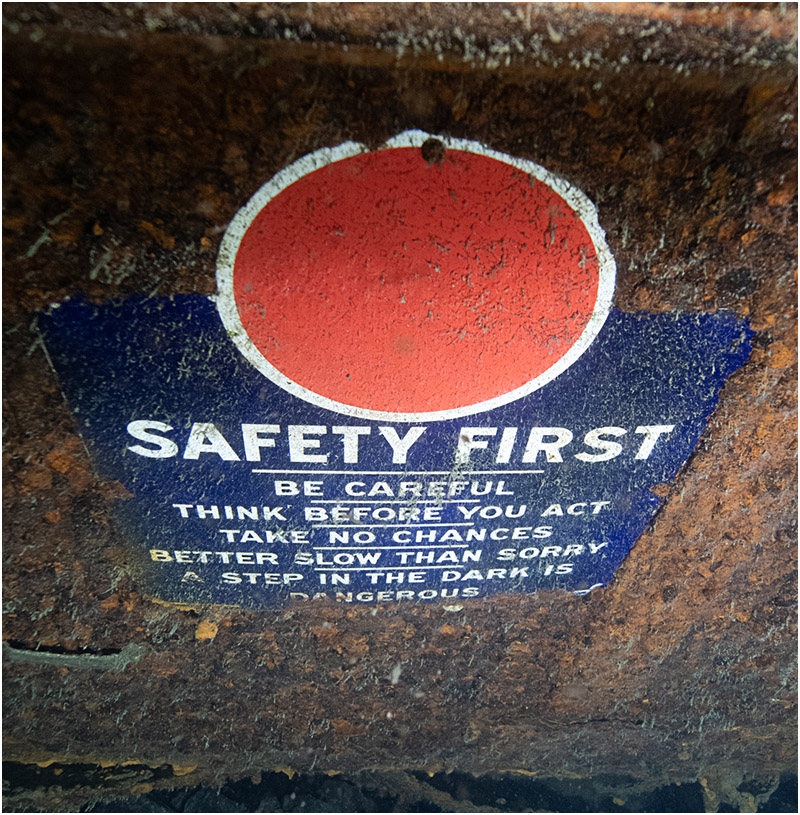 SAFETY FIRST
BE CAREFUL
THINK BEFORE YOU ACT
TAKE NO CHANCES
BETTER SLOW THAN SORRY
A STEP IN THE DARK IS
DANGEROUS